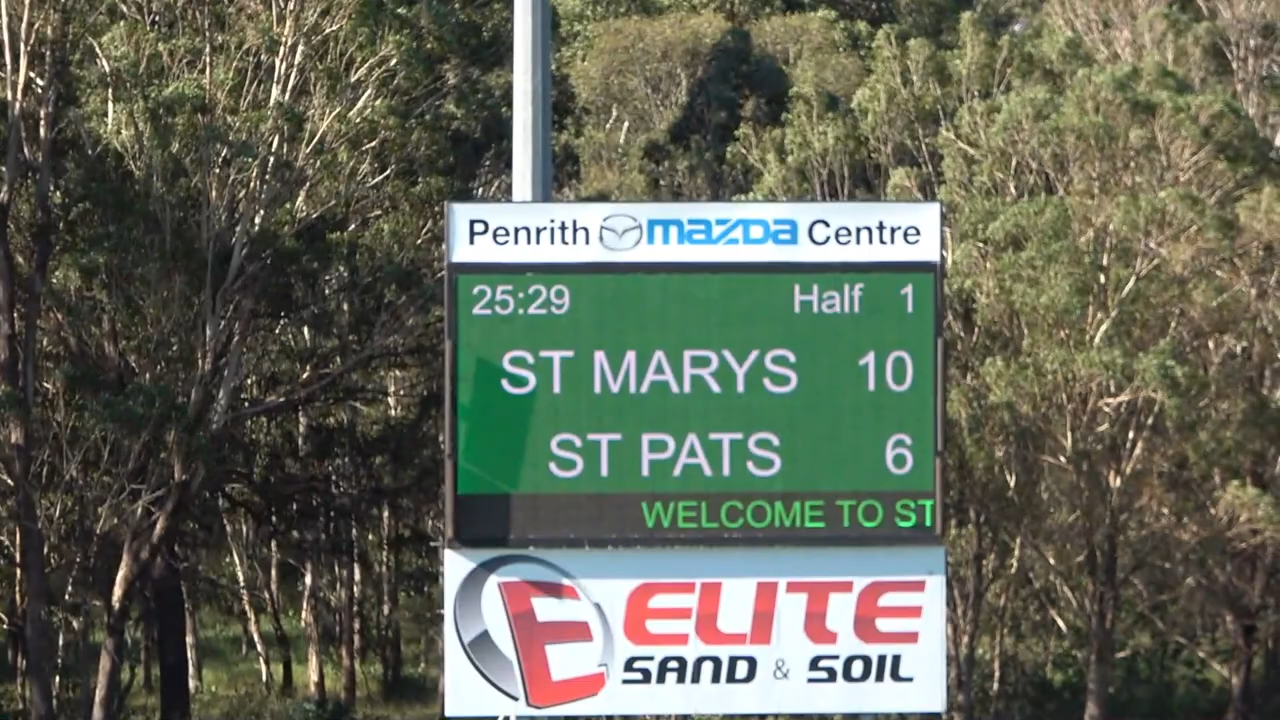 Penrith mazda Centre
25:29 Half 1
ST MARYS 10
ST PATS 6
WELCOME TO ST
E ELITE
SAND & SOIL